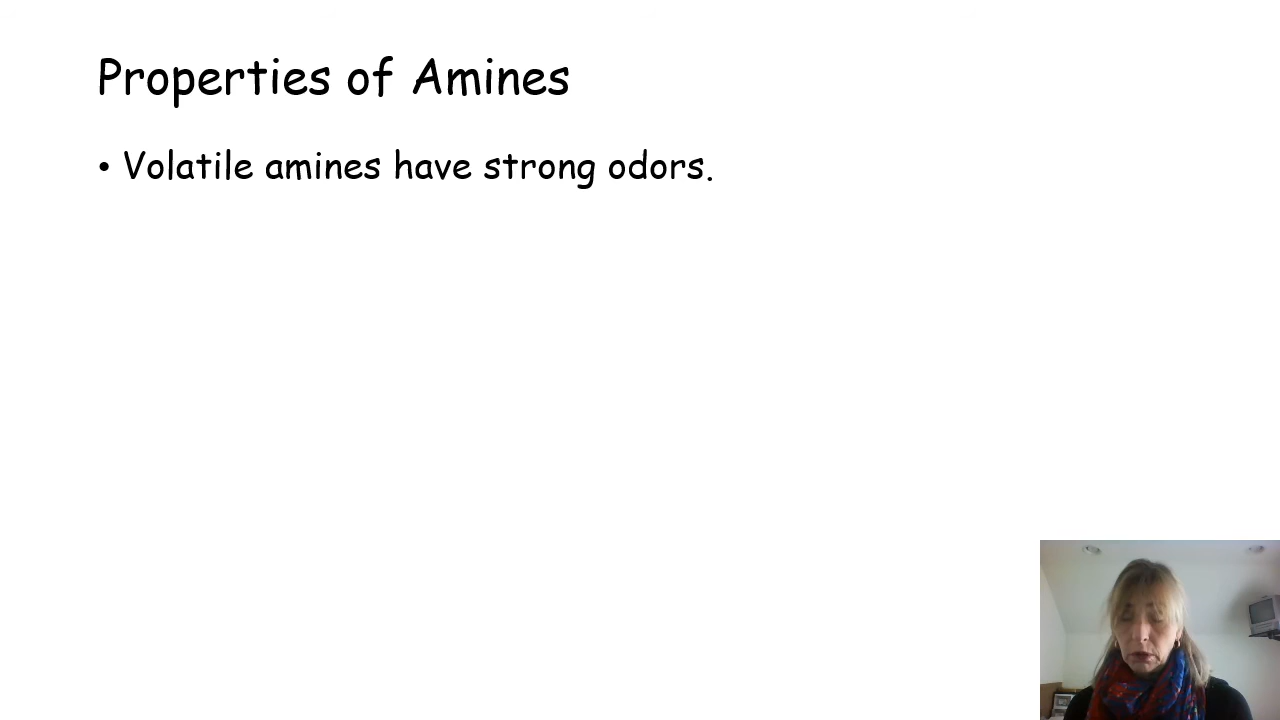 Properties of Amines
• Volatile amines have strong odors.